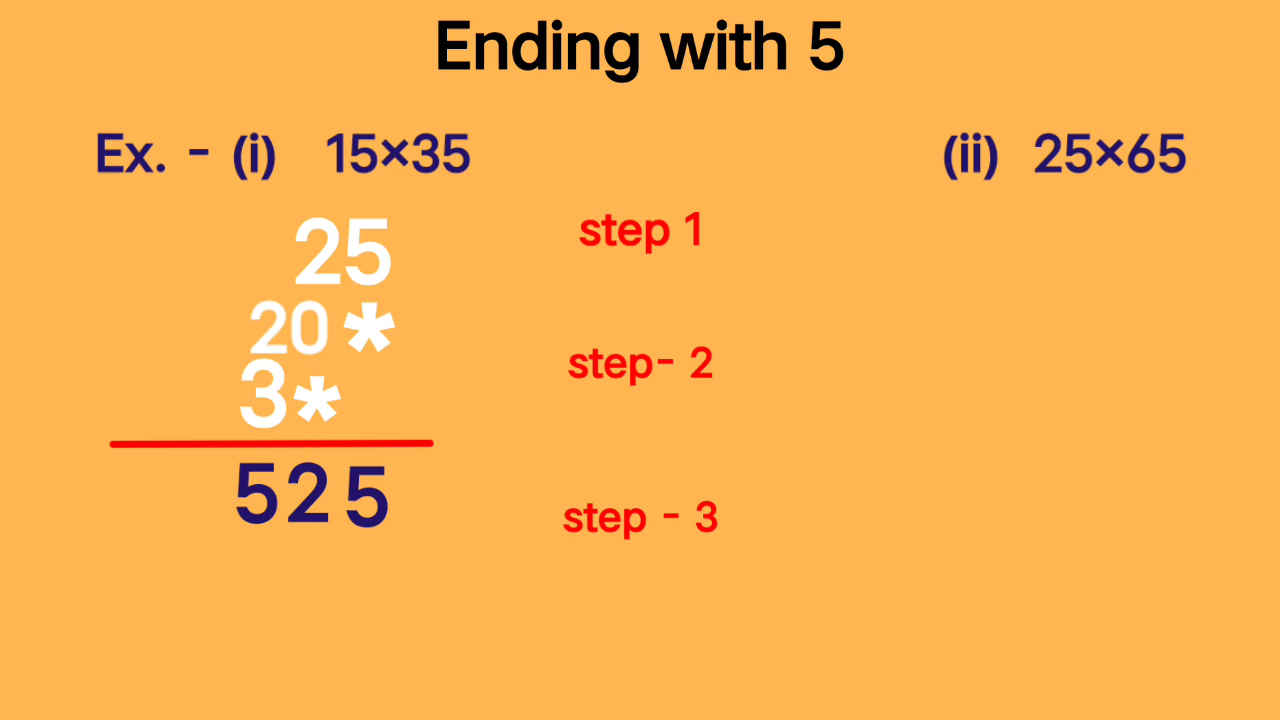 Ending with 5
Ex. - (i) 15×35
(ii) 25×65
25
20 *
3*
525
step 1
step- 2
step - 3